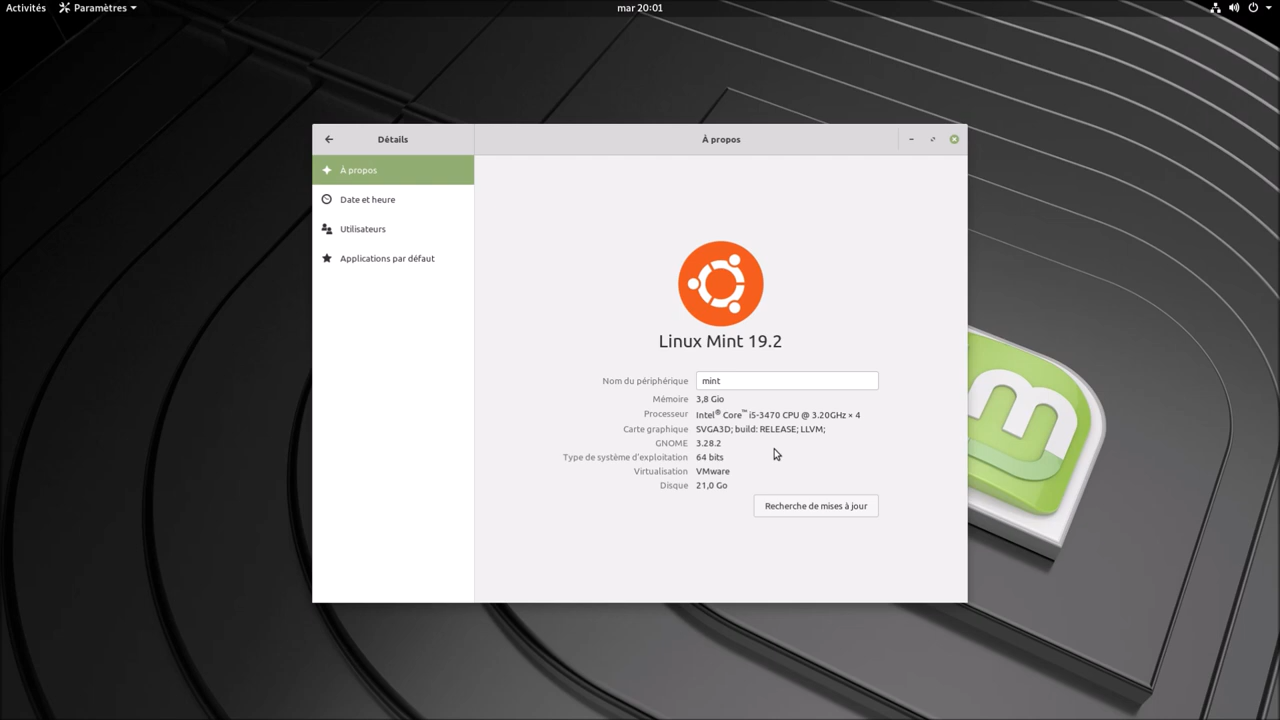 Activités Paramètres mar 20:01
Détails À propos
À propos
Date et heure
Utilisateurs
Applications par défaut
Linux Mint 19.2
Nom du périphérique mint
Mémoire 3,8 Gio
Processeur Intel® Core™ i5-3470 CPU @ 3.20GHz × 4
Carte graphique SVGA3D; build: RELEASE; LLVM;
GNOME 3.28.2
Type de système d'exploitation 64 bits
Virtualisation VMware
Disque 21,0 Go
Recherche de mises à jour